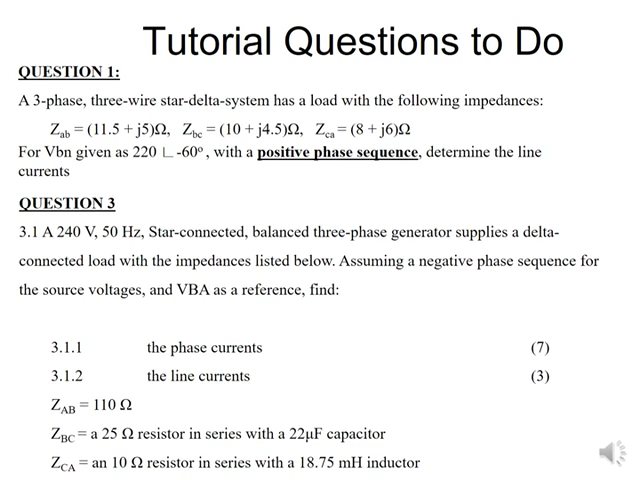 Tutorial Questions to Do
QUESTION 1:
A 3-phase, three-wire star-delta-system has a load with the following impedances:
Zab = (11.5 + j5)Ω, Zbc = (10 + j4.5)Ω, Zca = (8 + j6)Ω
For Vbn given as 220 ∟-60°, with a positive phase sequence, determine the line
currents
QUESTION 3
3.1 A 240 V, 50 Hz, Star-connected, balanced three-phase generator supplies a delta-
connected load with the impedances listed below. Assuming a negative phase sequence for
the source voltages, and VBA as a reference, find:
3.1.1 the phase currents (7)
3.1.2 the line currents (3)
ZAB = 110 Ω
ZBC = a 25 Ω resistor in series with a 22μF capacitor
ZCA = an 10 Ω resistor in series with a 18.75 mH inductor